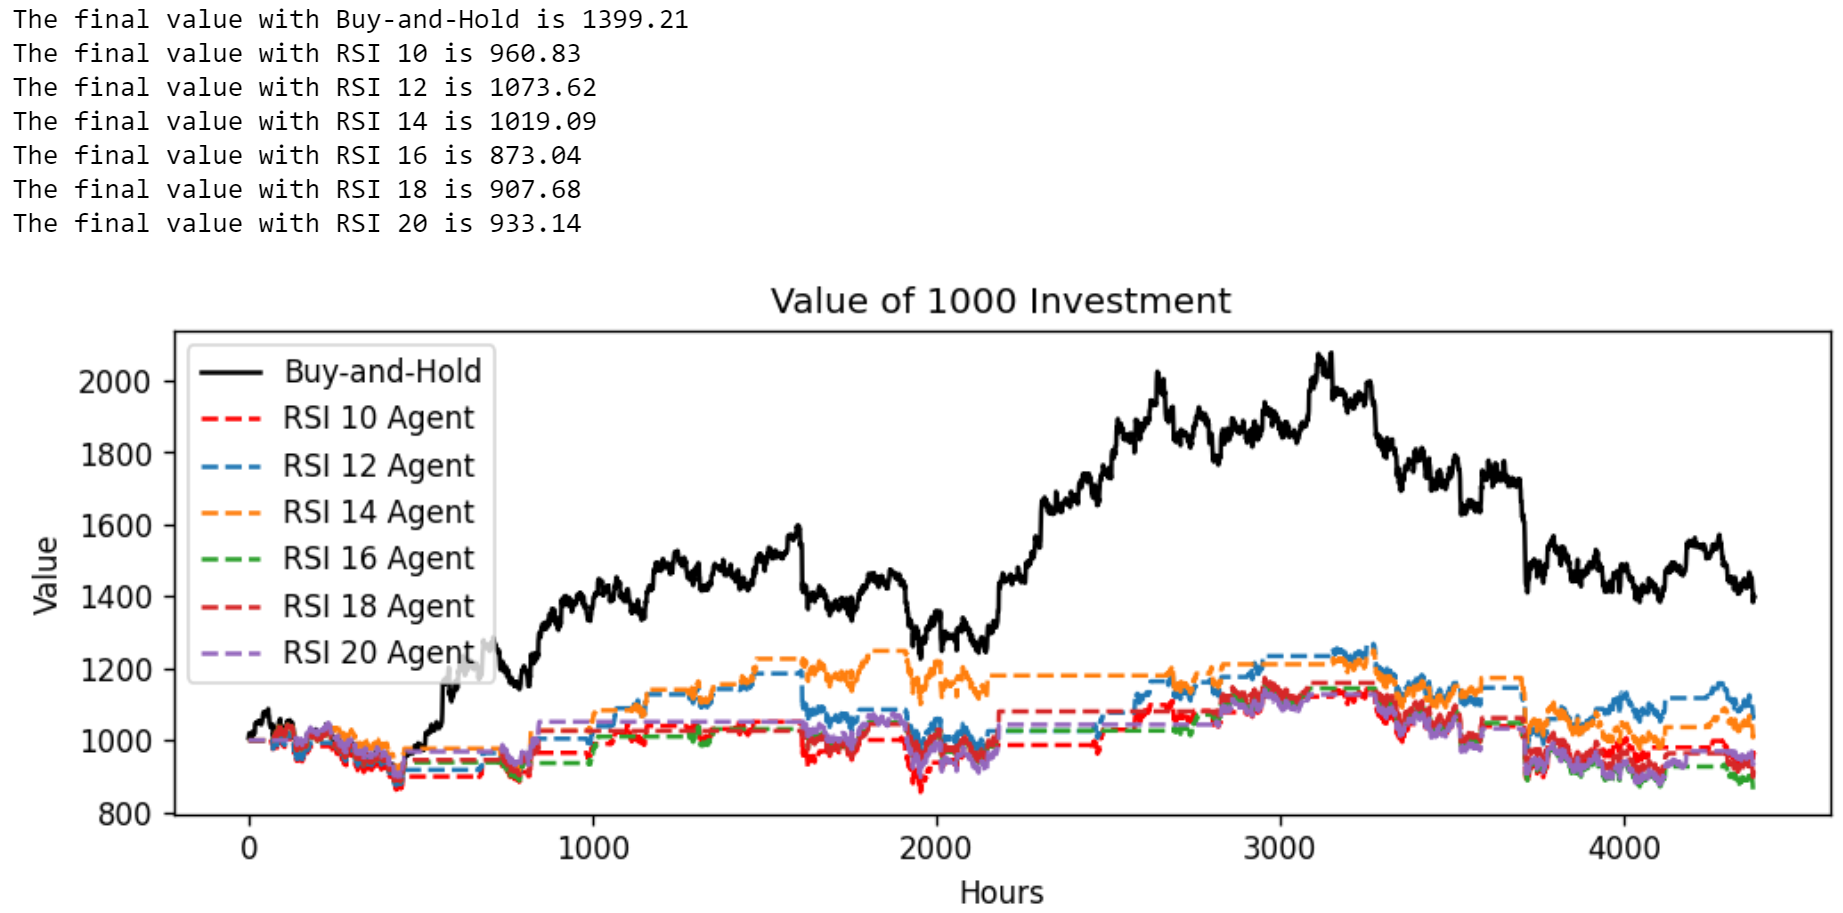 The final value with Buy-and-Hold is 1399.21
The final value with RSI 10 is 960.83
The final value with RSI 12 is 1073.62
The final value with RSI 14 is 1019.09
The final value with RSI 16 is 873.04
The final value with RSI 18 is 907.68
The final value with RSI 20 is 933.14
Value of 1000 Investment
Buy-and-Hold
RSI 10 Agent
RSI 12 Agent
RSI 14 Agent
RSI 16 Agent
RSI 18 Agent
RSI 20 Agent
Value
2000
1800
1600
1400
1200
1000
800
0 1000 2000 3000 4000
Hours